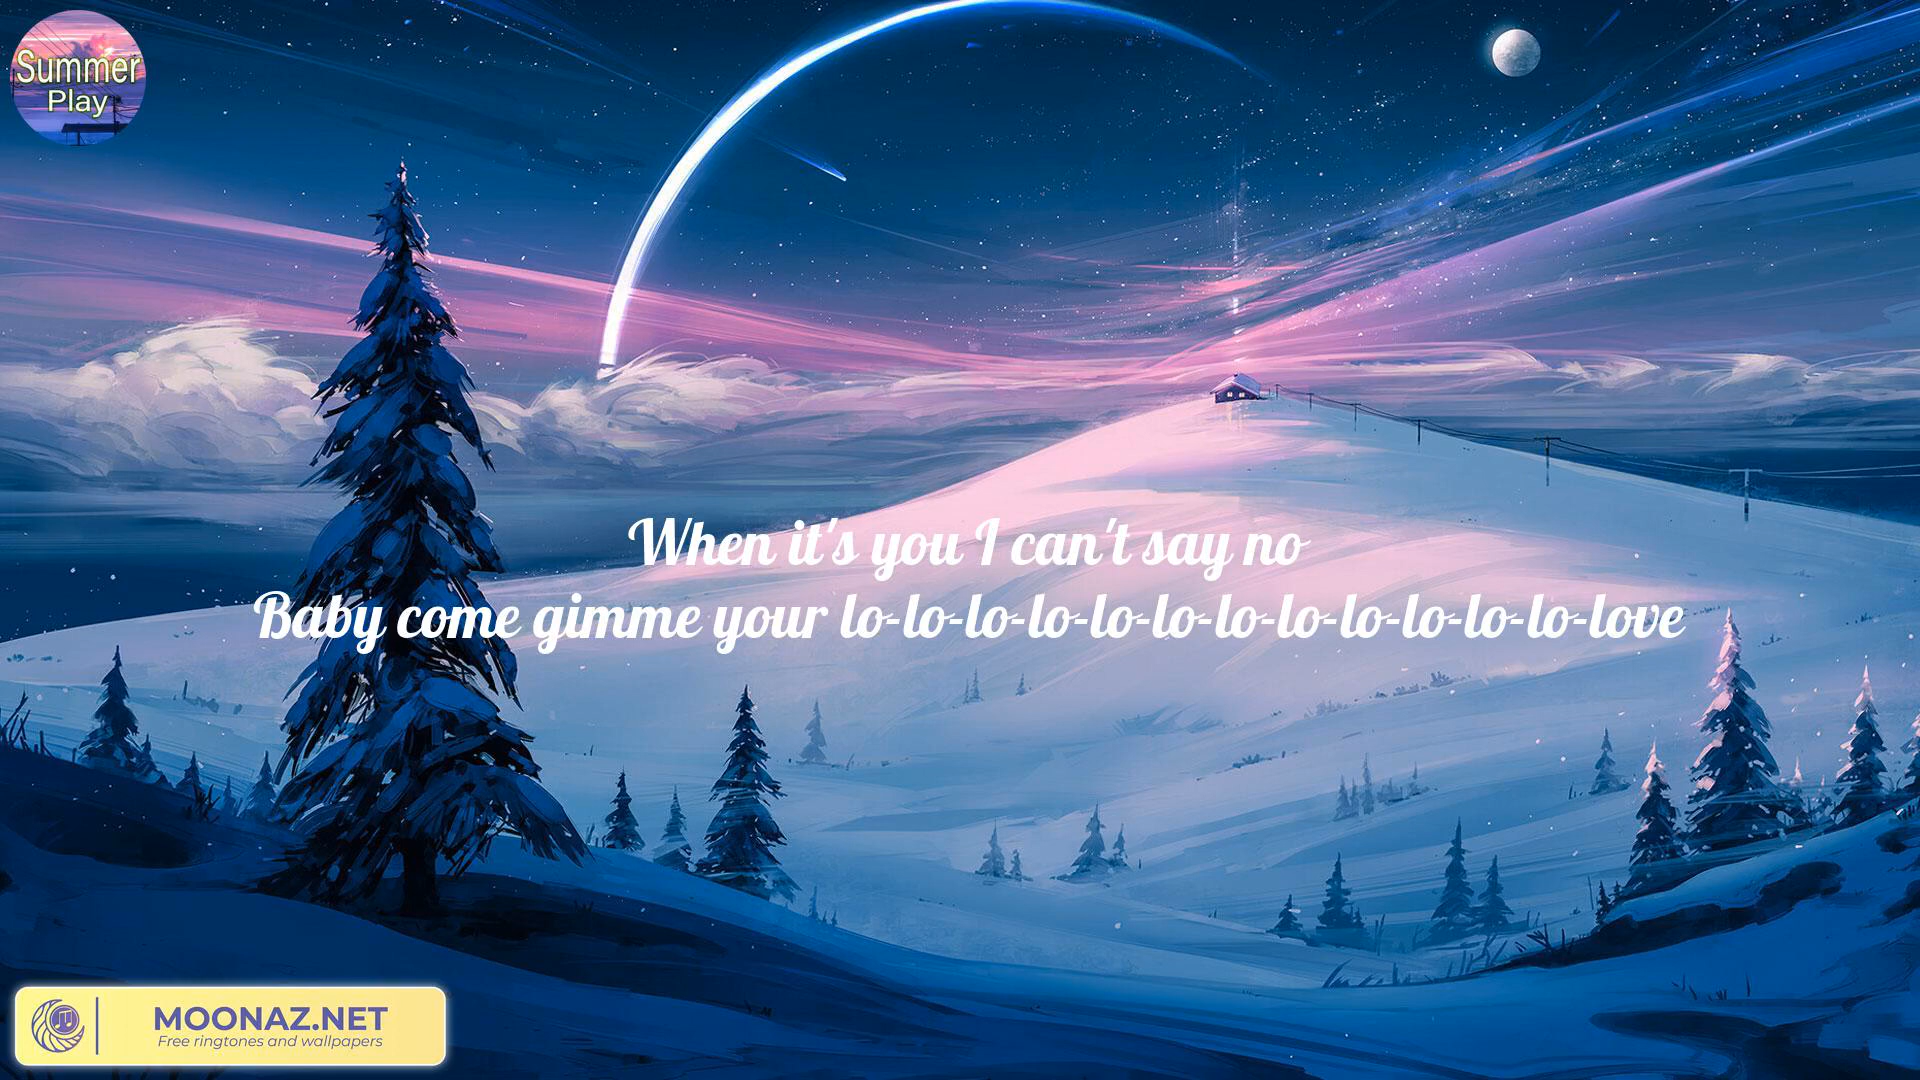 Summer
Play
When it's you I can't say no
Baby come gimme your lo-lo-lo-lo-lo-lo-lo-lo-lo-lo-lo-lo-love
MOONAZ.NET
Free ringtones and wallpapers